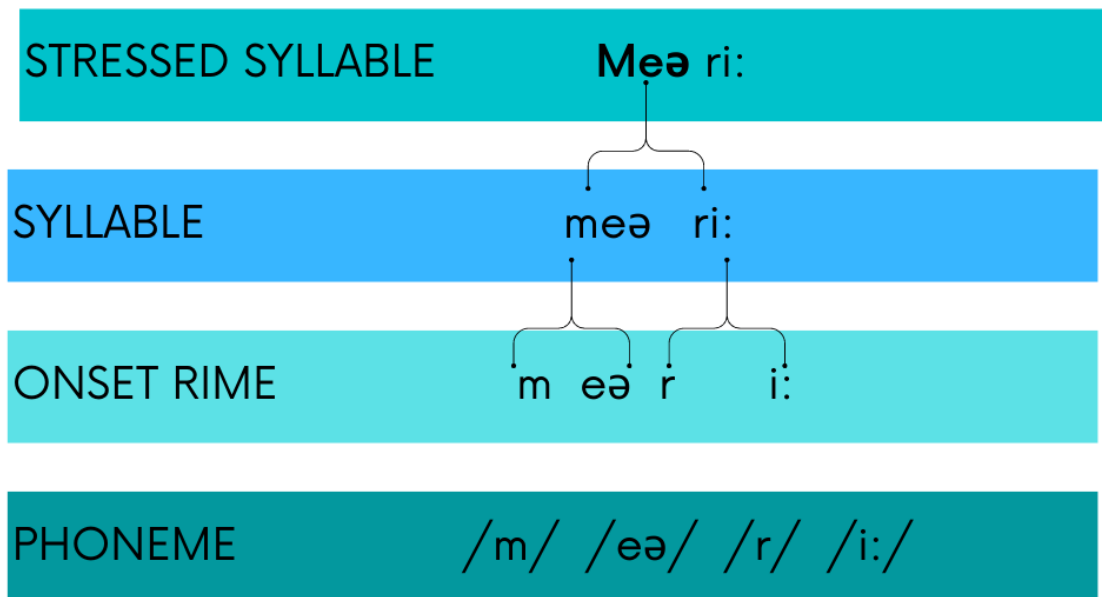 STRESSED SYLLABLE Meə ri:
SYLLABLE meə ri:
ONSET RIME m eə r i:
PHONEME /m/ /eə/ /r/ /i:/